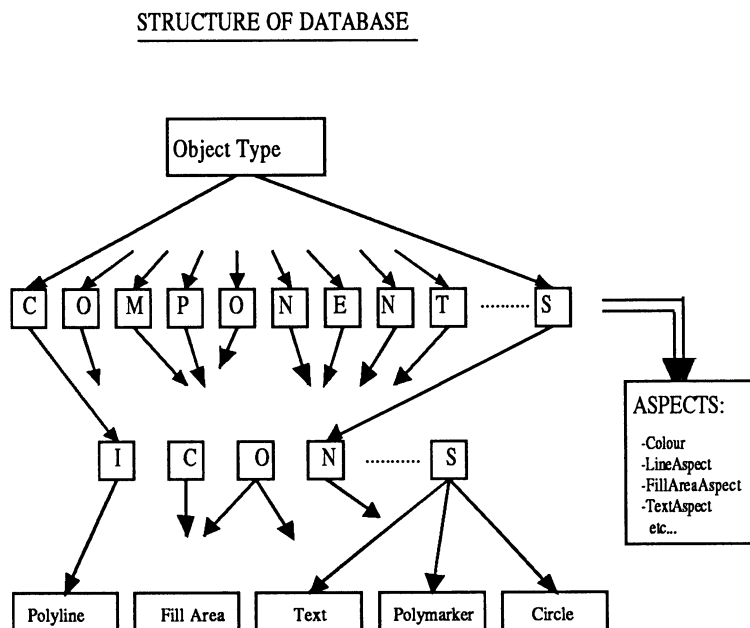 STRUCTURE OF DATABASE
Object Type
C O M P O N E N T .......... S
ASPECTS:
-Colour
-LineAspect
-FillAreaAspect
-TextAspect
etc...
I C O N ........... S
Polyline Fill Area Text Polymarker Circle